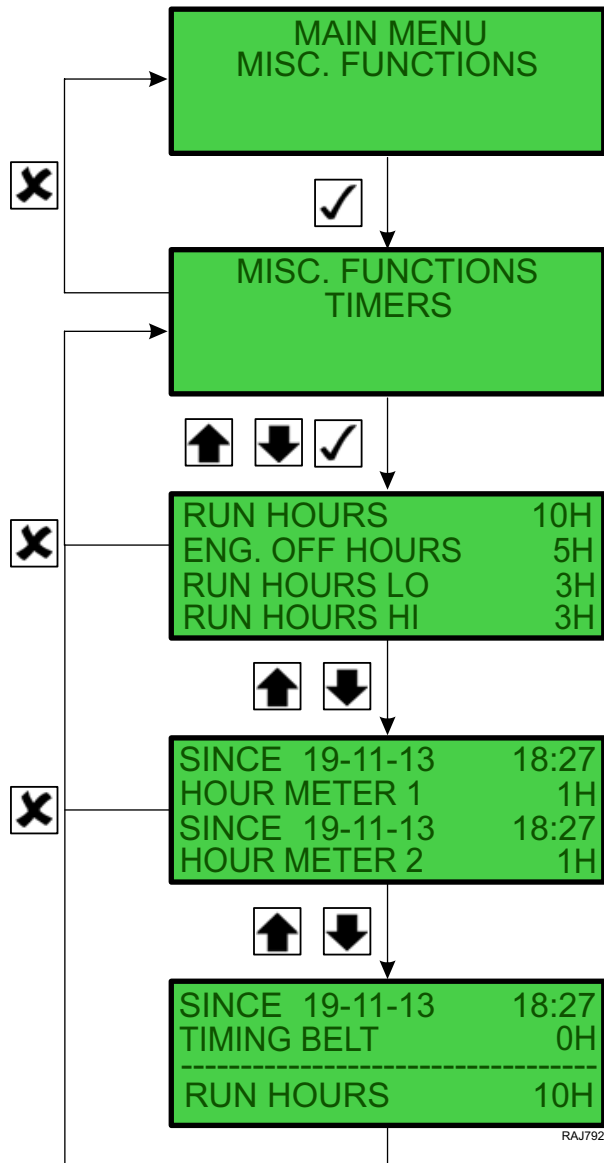 MAIN MENU
MISC. FUNCTIONS
MISC. FUNCTIONS
TIMERS
RUN HOURS 10H
ENG. OFF HOURS 5H
RUN HOURS LO 3H
RUN HOURS HI 3H
SINCE 19-11-13 18:27
HOUR METER 1 1H
SINCE 19-11-13 18:27
HOUR METER 2 1H
SINCE 19-11-13 18:27
TIMING BELT 0H
------------------------------------
RUN HOURS 10H
RAJ792